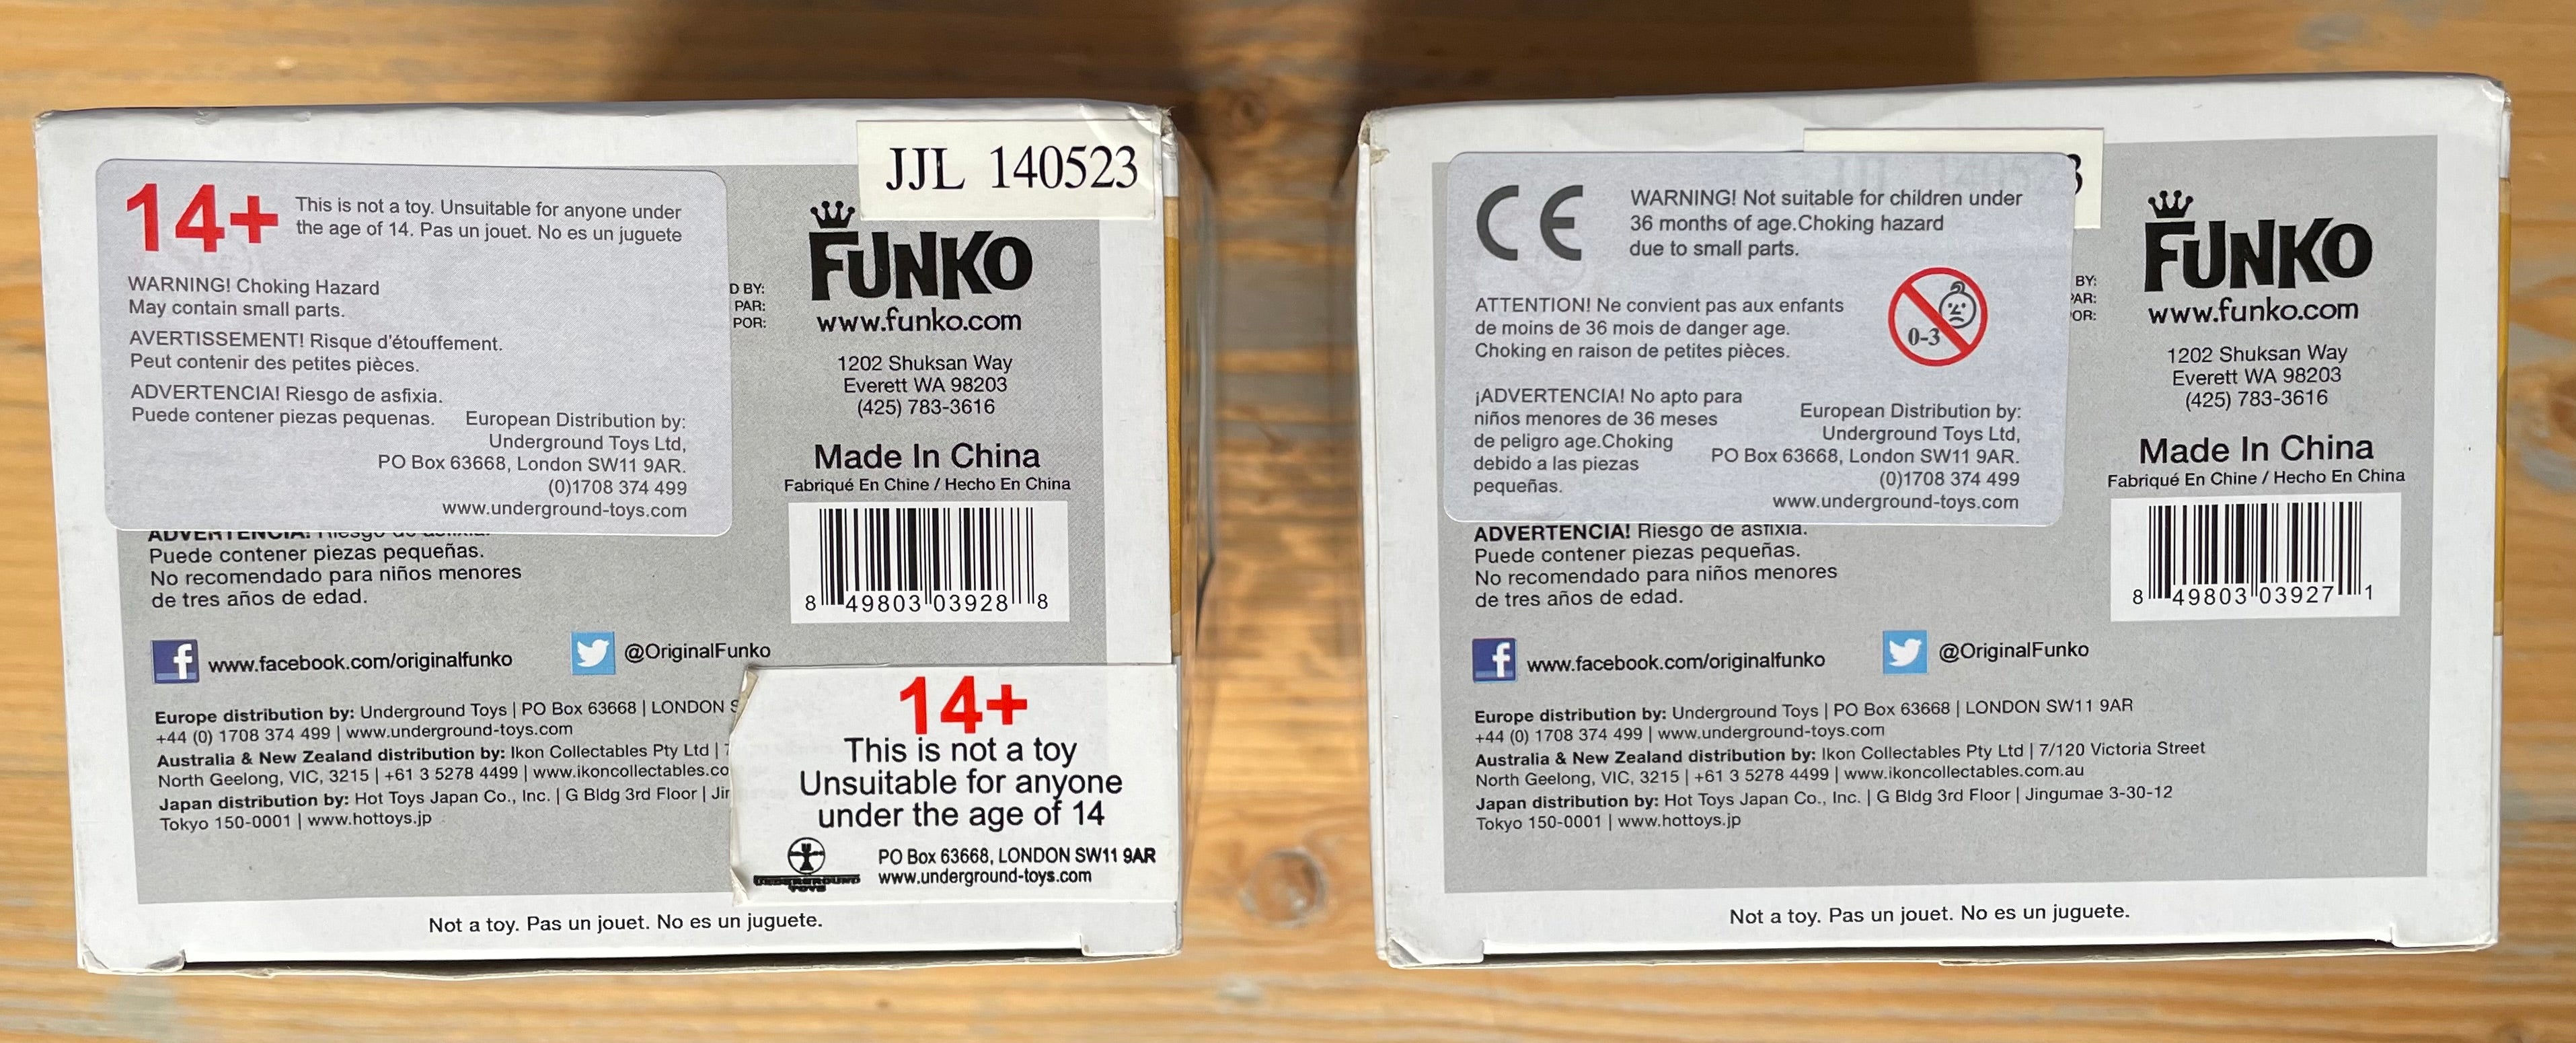 14+
This is not a toy. Unsuitable for anyone under
the age of 14. Pas un jouet. No es un juguete
WARNING! Choking Hazard
May contain small parts.
AVERTISSEMENT! Risque d'étouffement.
Peut contenir des petites pièces.
ADVERTENCIA! Riesgo de asfixia.
Puede contener piezas pequenas.
European Distribution by:
Underground Toys Ltd,
PO Box 63668, London SW11 9AR.
(0)1708 374 499
www.underground-toys.com
JJL 140523
D BY:
PAR:
POR:
FUNKO
www.funko.com
1202 Shuksan Way
Everett WA 98203
(425) 783-3616
Made In China
Fabriqué En Chine / Hecho En China
8 49803 03928 8
ADVERTENCIA! Riesgo de asfixia.
Puede contener piezas pequeñas.
No recomendado para niños menores
de tres años de edad.
f www.facebook.com/originalfunko
@OriginalFunko
Europe distribution by: Underground Toys | PO Box 63668 | LONDON S
+44 (0) 1708 374 499 | www.underground-toys.com
Australia & New Zealand distribution by: Ikon Collectables Pty Ltd | 7
North Geelong, VIC, 3215 | +61 3 5278 4499 | www.ikoncollectables.co
Japan distribution by: Hot Toys Japan Co., Inc. | G Bldg 3rd Floor | Jin
Tokyo 150-0001 | www.hottoys.jp
14+
This is not a toy
Unsuitable for anyone
under the age of 14
UNDERGROUND
TOYS
PO Box 63668, LONDON SW11 9AR
www.underground-toys.com
Not a toy. Pas un jouet. No es un juguete.
CE
WARNING! Not suitable for children under
36 months of age.Choking hazard
due to small parts.
ATTENTION! Ne convient pas aux enfants
de moins de 36 mois de danger age.
Choking en raison de petites pièces.
0-3
¡ADVERTENCIA! No apto para
niños menores de 36 meses
de peligro age.Choking
debido a las piezas
pequeñas.
European Distribution by:
Underground Toys Ltd,
PO Box 63668, London SW11 9AR.
(0)1708 374 499
www.underground-toys.com
3
BY:
PAR:
OR:
FUNKO
www.funko.com
1202 Shuksan Way
Everett WA 98203
(425) 783-3616
Made In China
Fabriqué En Chine / Hecho En China
8 49803 03927 1
ADVERTENCIA! Riesgo de asfixia.
Puede contener piezas pequeñas.
No recomendado para niños menores
de tres años de edad.
f www.facebook.com/originalfunko
@OriginalFunko
Europe distribution by: Underground Toys | PO Box 63668 | LONDON SW11 9AR
+44 (0) 1708 374 499 | www.underground-toys.com
Australia & New Zealand distribution by: Ikon Collectables Pty Ltd | 7/120 Victoria Street
North Geelong, VIC, 3215 | +61 3 5278 4499 | www.ikoncollectables.com.au
Japan distribution by: Hot Toys Japan Co., Inc. | G Bldg 3rd Floor | Jingumae 3-30-12
Tokyo 150-0001 | www.hottoys.jp
Not a toy. Pas un jouet. No es un juguete.